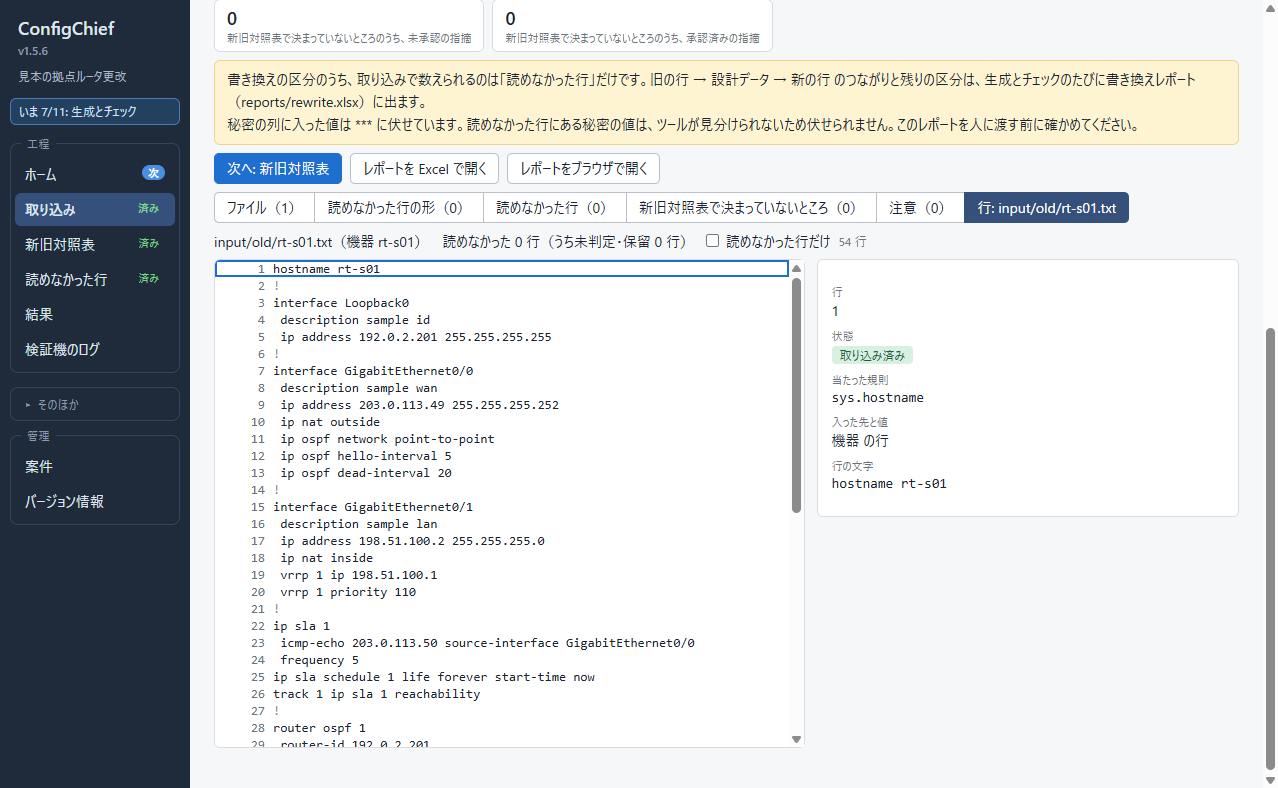 ConfigChief
v1.5.6
見本の拠点ルータ更改
いま 7/11: 生成とチェック
工程
ホーム 次
取り込み 済み
新旧対照表 済み
読めなかった行 済み
結果
検証機のログ
▸ そのほか
管理
案件
バージョン情報
0
新旧対照表で決まっていないところのうち、未承認の指摘
0
新旧対照表で決まっていないところのうち、承認済みの指摘
書き換えの区分のうち、取り込みで数えられるのは「読めなかった行」だけです。旧の行 → 設計データ → 新の行 のつながりと残りの区分は、生成とチェックのたびに書き換えレポート
（reports/rewrite.xlsx）に出ます。
秘密の列に入った値は *** に伏せています。読めなかった行にある秘密の値は、ツールが見分けられないため伏せられません。このレポートを人に渡す前に確かめてください。
次へ: 新旧対照表 レポートを Excel で開く レポートをブラウザで開く
ファイル（1） 読めなかった行の形（0） 読めなかった行（0） 新旧対照表で決まっていないところ（0） 注意（0） 行: input/old/rt-s01.txt
input/old/rt-s01.txt（機器 rt-s01） 読めなかった 0 行（うち未判定・保留 0 行） 読めなかった行だけ 54 行
1 hostname rt-s01
2 !
3 interface Loopback0
4 description sample id
5 ip address 192.0.2.201 255.255.255.255
6 !
7 interface GigabitEthernet0/0
8 description sample wan
9 ip address 203.0.113.49 255.255.255.252
10 ip nat outside
11 ip ospf network point-to-point
12 ip ospf hello-interval 5
13 ip ospf dead-interval 20
14 !
15 interface GigabitEthernet0/1
16 description sample lan
17 ip address 198.51.100.2 255.255.255.0
18 ip nat inside
19 vrrp 1 ip 198.51.100.1
20 vrrp 1 priority 110
21 !
22 ip sla 1
23 icmp-echo 203.0.113.50 source-interface GigabitEthernet0/0
24 frequency 5
25 ip sla schedule 1 life forever start-time now
26 track 1 ip sla 1 reachability
27 !
28 router ospf 1
29 router-id 192.0.2.201
行
1
状態
取り込み済み
当たった規則
sys.hostname
入った先と値
機器 の行
行の文字
hostname rt-s01